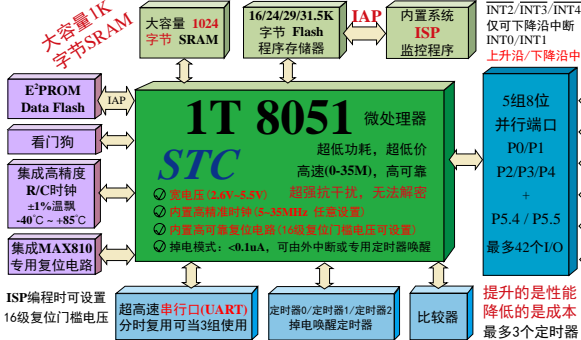 大容量1K
字节SRAM
大容量 1024
字节 SRAM
16/24/29/31.5K
字节 Flash
程序存储器
IAP
内置系统
ISP
监控程序
INT2/INT3/INT4
仅可下降沿中断
INT0/INT1
上升沿/下降沿中
E²PROM
Data Flash
IAP
看门狗
集成高精度
R/C时钟
±1%温飘
-40℃~+85℃
集成MAX810
专用复位电路
ISP编程时可设置
16级复位门槛电压
1T 8051 微处理器
STC
超低功耗，超低价
高速(0-35M)，高可靠
超强抗干扰，无法解密
宽电压(2.6V~5.5V)
内置高精准时钟(5~35MHz 任意设置)
内置高可靠复位电路(16级复位门槛电压可设置)
掉电模式：<0.1uA，可由外中断或专用定时器唤醒
5组8位
并行端口
P0/P1
P2/P3/P4
+
P5.4 / P5.5
最多42个I/O
超高速串行口(UART)
分时复用可当3组使用
定时器0/定时器1/定时器2
掉电唤醒定时器
比较器
提升的是性能
降低的是成本
最多3个定时器